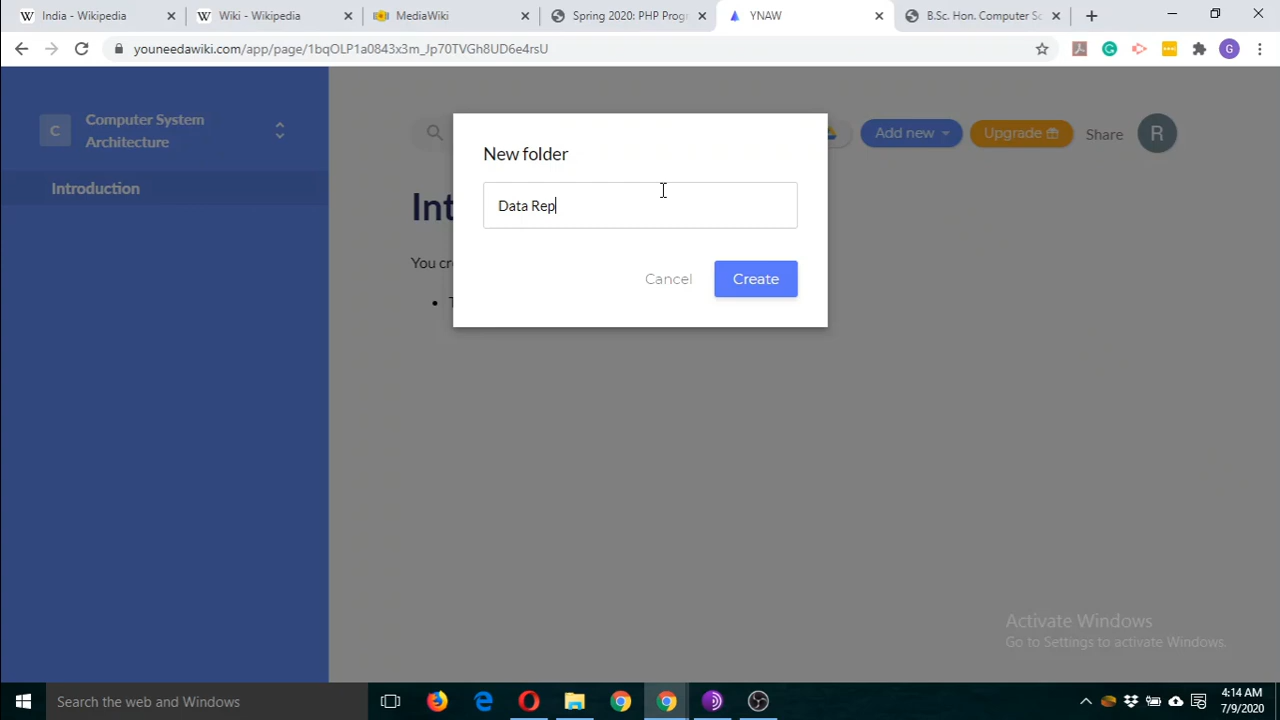 India - Wikipedia
Wiki - Wikipedia
MediaWiki
Spring 2020: PHP Prog
YNAW
B.Sc. Hon. Computer Sc
youneedawiki.com/app/page/1bqOLP1a0843x3m_Jp70TVGh8UD6e4rsU
G
C
Computer System
Architecture
Add new
Upgrade
Share
R
Introduction
New folder
Int
Data Rep
You cr
Cancel
Create
Activate Windows
Go to Settings to activate Windows.
Search the web and Windows
4:14 AM
7/9/2020